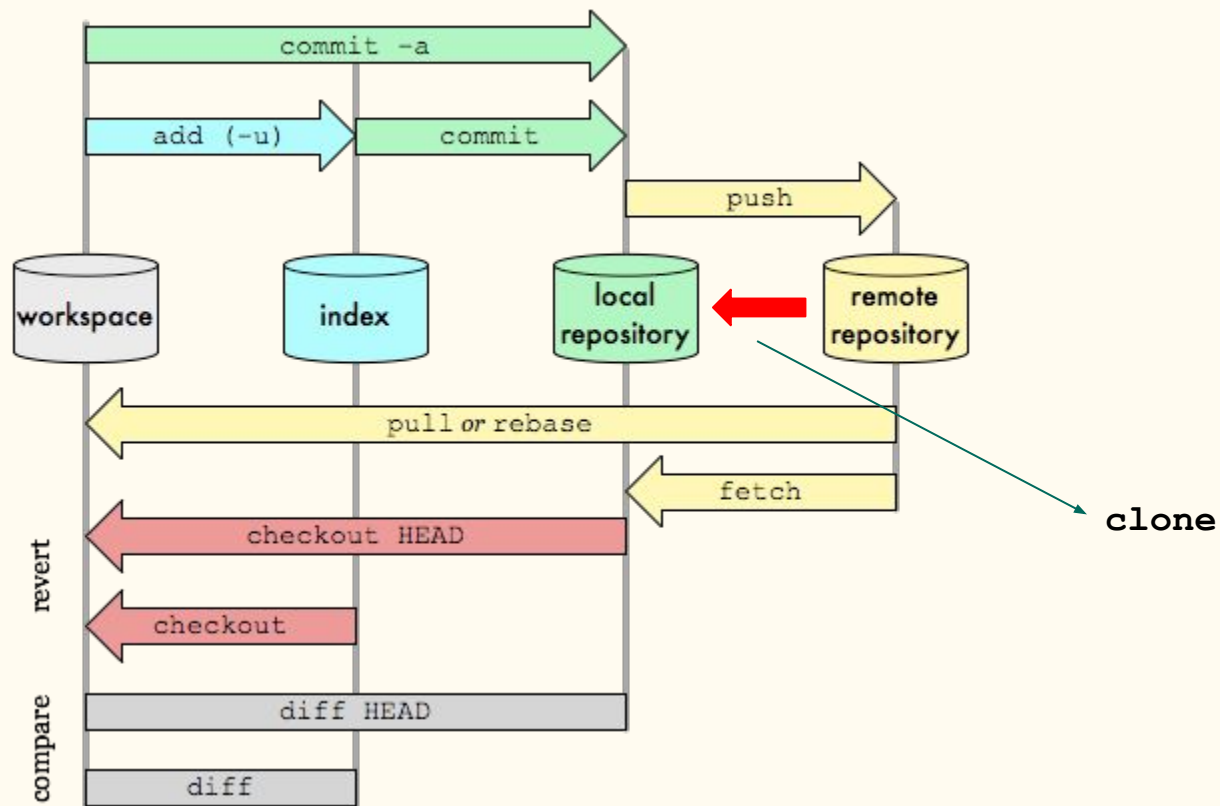 commit -a
add (-u)
commit
push
workspace
index
local
repository
remote
repository
pull or rebase
fetch
clone
revert
checkout HEAD
checkout
compare
diff HEAD
diff